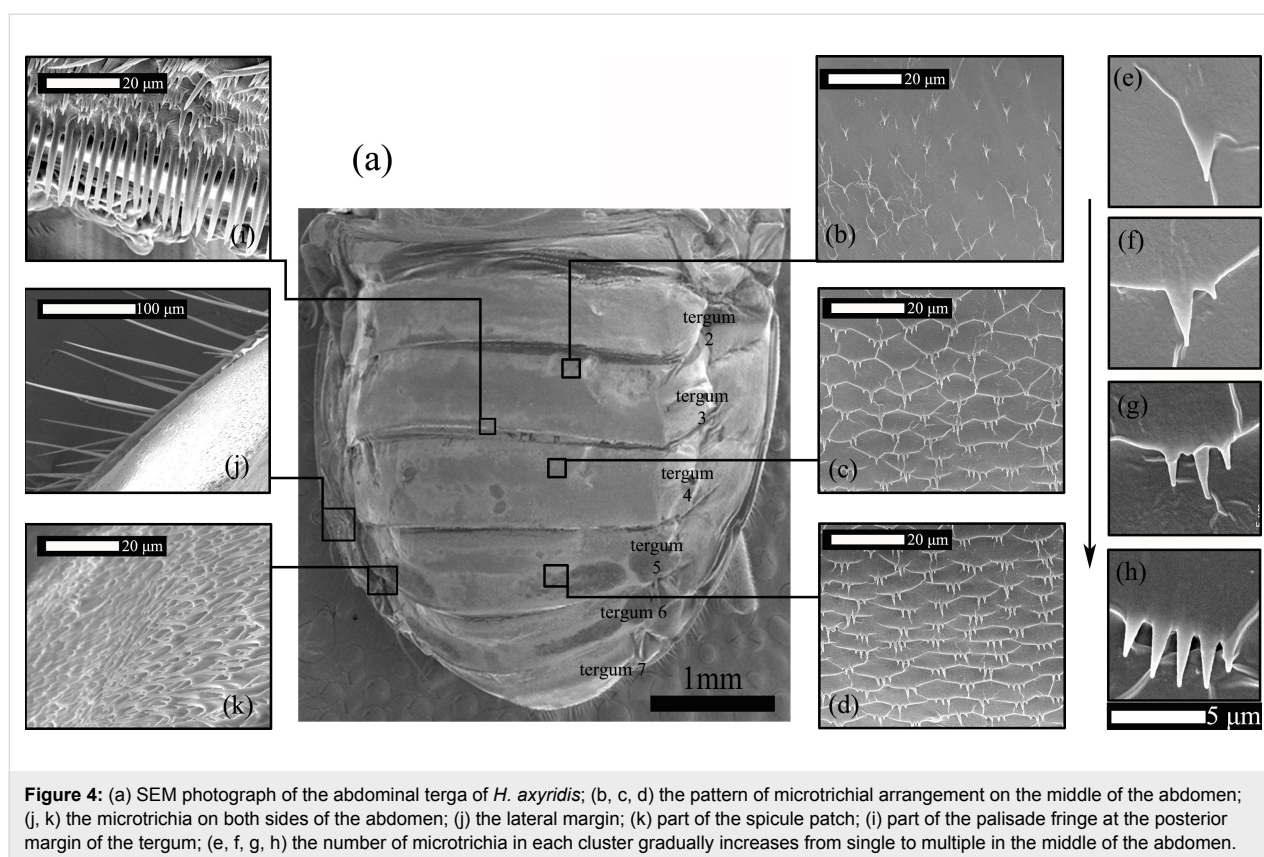 20 μm
(i)
(a)
20 μm
(b)
(e)
(f)
100 μm
(j)
tergum
2
tergum
3
20 μm
(c)
(g)
tergum
4
20 μm
(k)
tergum
5
tergum 6
tergum 7
1mm
20 μm
(d)
(h)
5 μm
Figure 4: (a) SEM photograph of the abdominal terga of H. axyridis; (b, c, d) the pattern of microtrichial arrangement on the middle of the abdomen;
(j, k) the microtrichia on both sides of the abdomen; (j) the lateral margin; (k) part of the spicule patch; (i) part of the palisade fringe at the posterior
margin of the tergum; (e, f, g, h) the number of microtrichia in each cluster gradually increases from single to multiple in the middle of the abdomen.